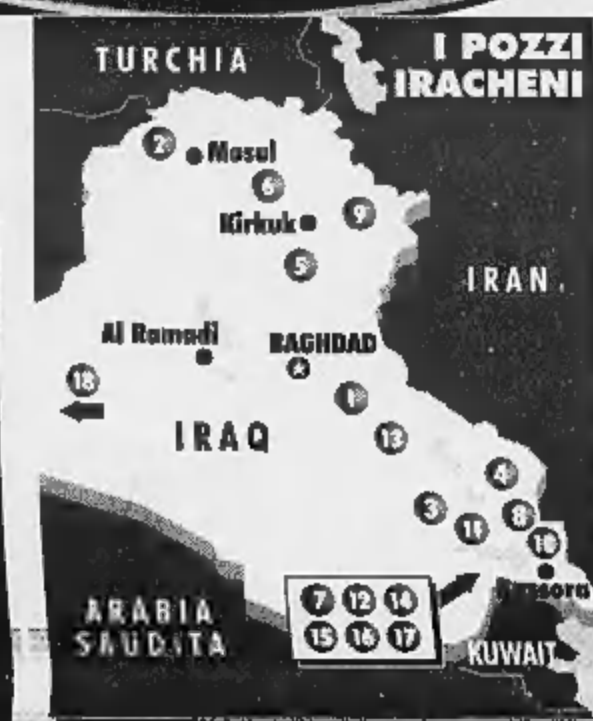 I POZZI
IRACHENI
TURCHIA
2
Mosul
6
9
Kirkuk
5
IRAN
Al Ramadi
BAGHDAD
18
1
IRAQ
13
4
3
8
10
7 12 14
15 16 17
ARABIA
SAUDITA
KUWAIT